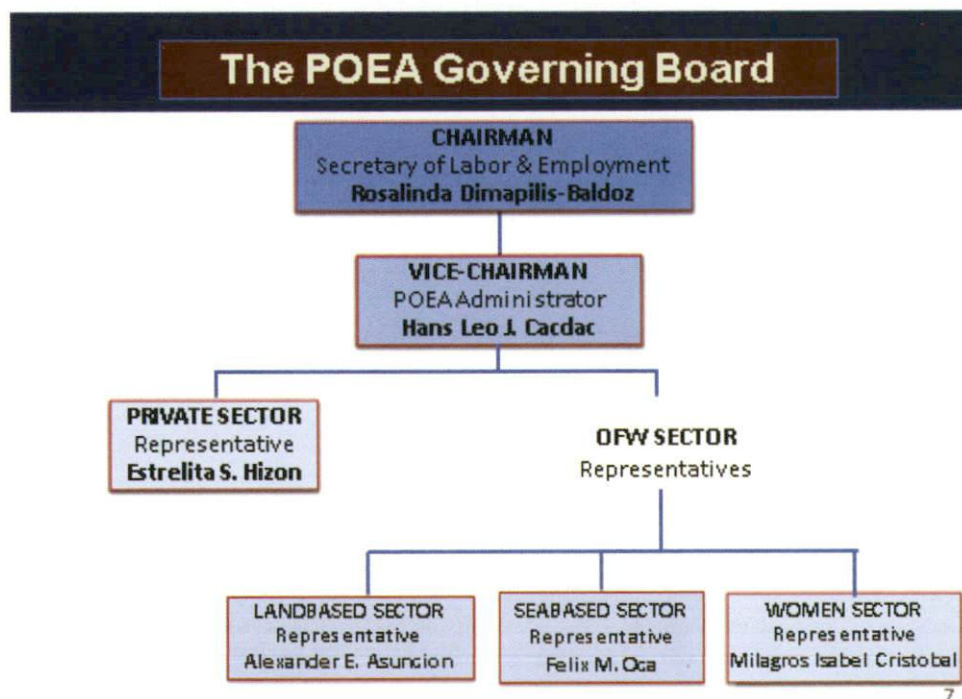 The POEA Governing Board
CHAIRMAN
Secretary of Labor & Employment
Rosalinda Dimapilis-Baldoz
VICE-CHAIRMAN
POEA Administrator
Hans Leo J. Cacdac
PRIVATE SECTOR
Representative
Estrelita S. Hizon
OFW SECTOR
Representatives
LANDBASED SECTOR
Representative
Alexander E. Asuncion
SEABASED SECTOR
Representative
Felix M. Oca
WOMEN SECTOR
Representative
Milagros Isabel Cristobal
7